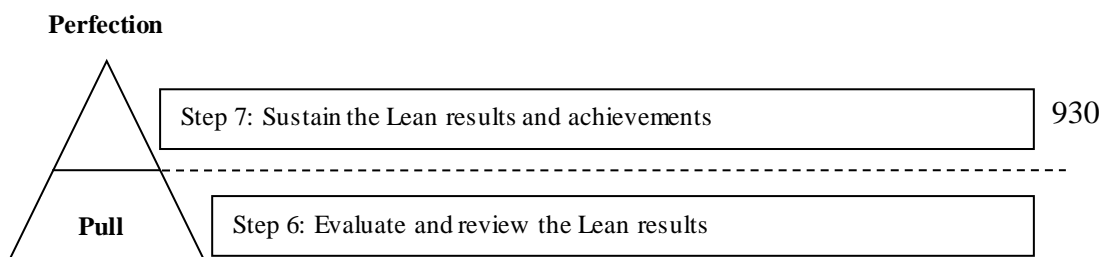 Perfection
Step 7: Sustain the Lean results and achievements
930
Pull
Step 6: Evaluate and review the Lean results